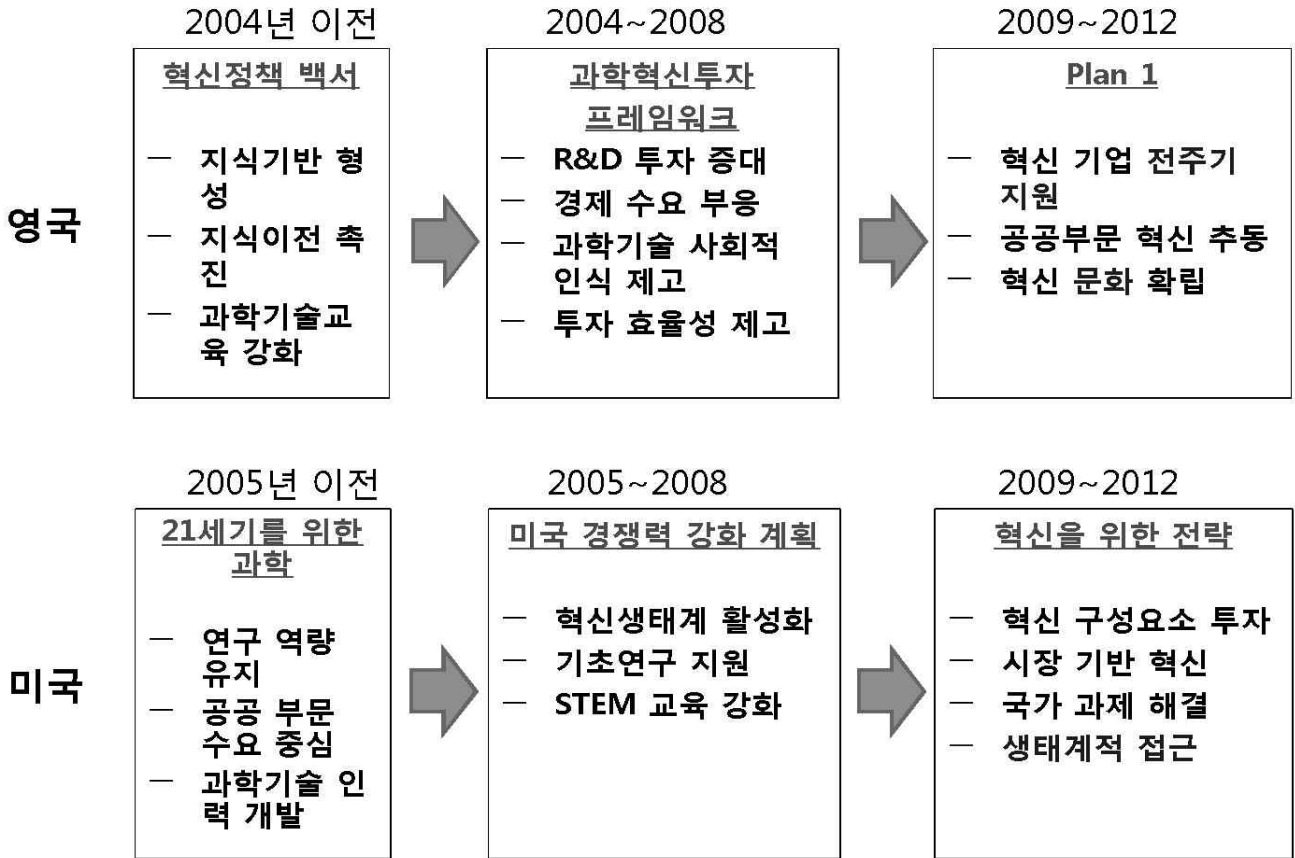 2004년 이전
2004~2008
2009~2012
영국
혁신정책 백서
— 지식기반 형
성
— 지식이전 촉
진
— 과학기술교
육 강화
과학혁신투자
프레임워크
— R&D 투자 증대
— 경제 수요 부응
— 과학기술 사회적
인식 제고
— 투자 효율성 제고
Plan 1
— 혁신 기업 전주기
지원
— 공공부문 혁신 추동
— 혁신 문화 확립
2005년 이전
2005~2008
2009~2012
미국
21세기를 위한
과학
— 연구 역량
유지
— 공공 부문
수요 중심
— 과학기술 인
력 개발
미국 경쟁력 강화 계획
— 혁신생태계 활성화
— 기초연구 지원
— STEM 교육 강화
혁신을 위한 전략
— 혁신 구성요소 투자
— 시장 기반 혁신
— 국가 과제 해결
— 생태계적 접근